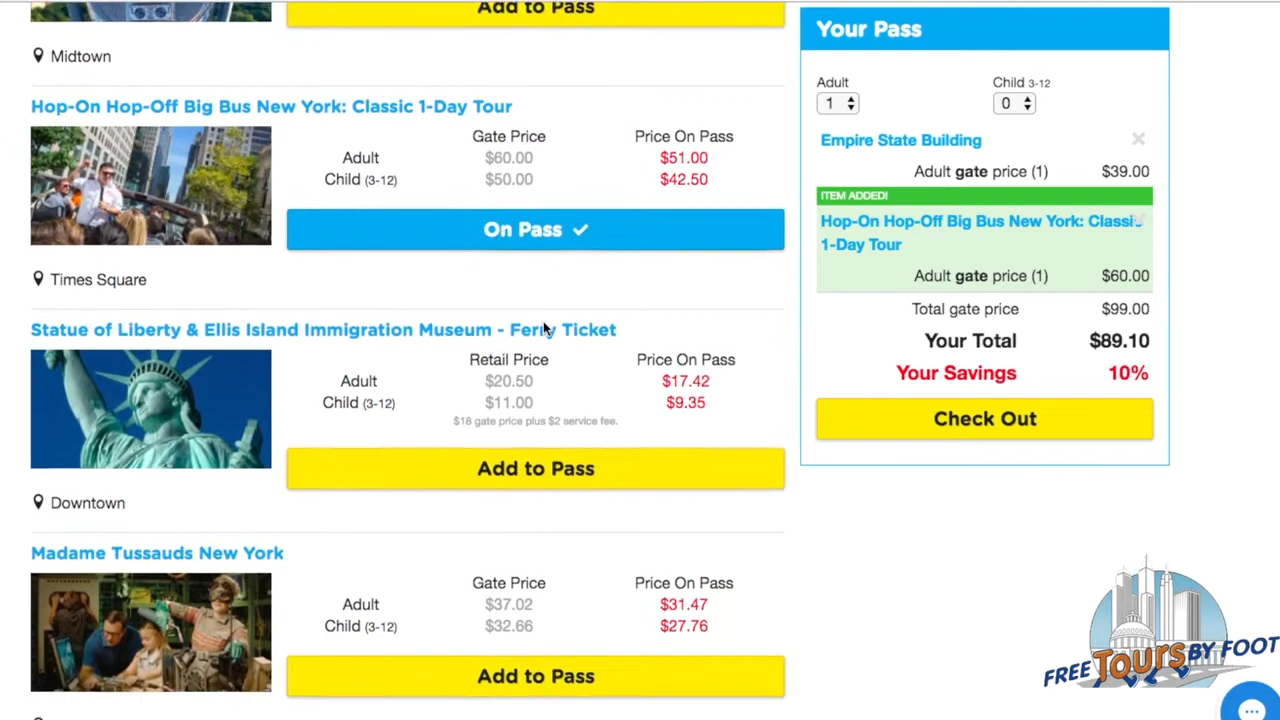 Add to Pass
Midtown
Hop-On Hop-Off Big Bus New York: Classic 1-Day Tour
Gate Price Price On Pass
Adult $60.00 $51.00
Child (3-12) $50.00 $42.50
On Pass
Times Square
Statue of Liberty & Ellis Island Immigration Museum - Ferry Ticket
Retail Price Price On Pass
Adult $20.50 $17.42
Child (3-12) $11.00 $9.35
$18 gate price plus $2 service fee.
Add to Pass
Downtown
Madame Tussauds New York
Gate Price Price On Pass
Adult $37.02 $31.47
Child (3-12) $32.66 $27.76
Add to Pass
Your Pass
Adult Child 3-12
1 0
Empire State Building
Adult gate price (1) $39.00
ITEM ADDED!
Hop-On Hop-Off Big Bus New York: Classic
1-Day Tour
Adult gate price (1) $60.00
Total gate price $99.00
Your Total $89.10
Your Savings 10%
Check Out
FREE TOURS BY FOOT